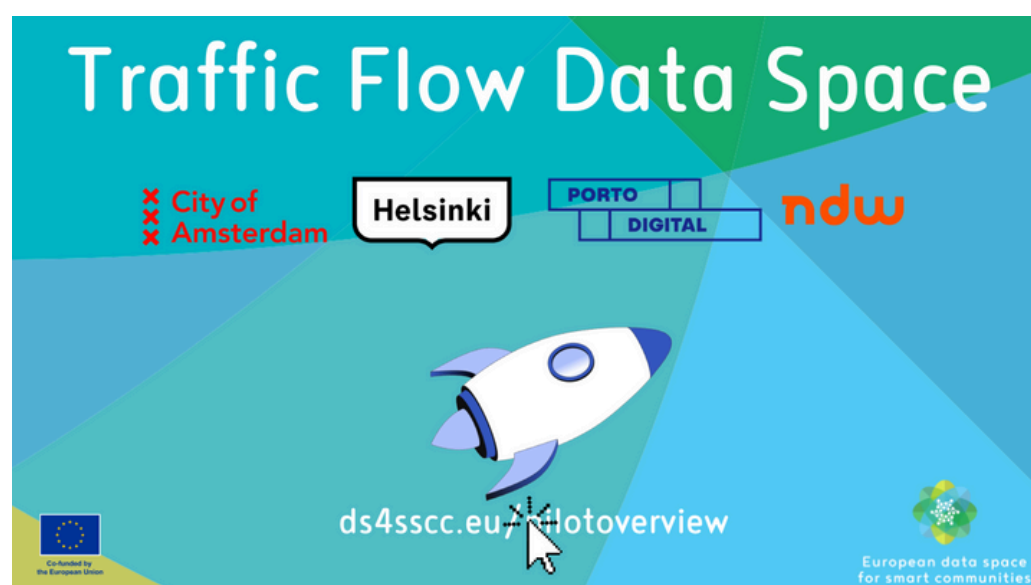 Traffic Flow Data Space
City of
Amsterdam
Helsinki
PORTO
DIGITAL
ndw
ds4sscc.eu/pilotoverview
Co-funded by
the European Union
European data space
for smart communities